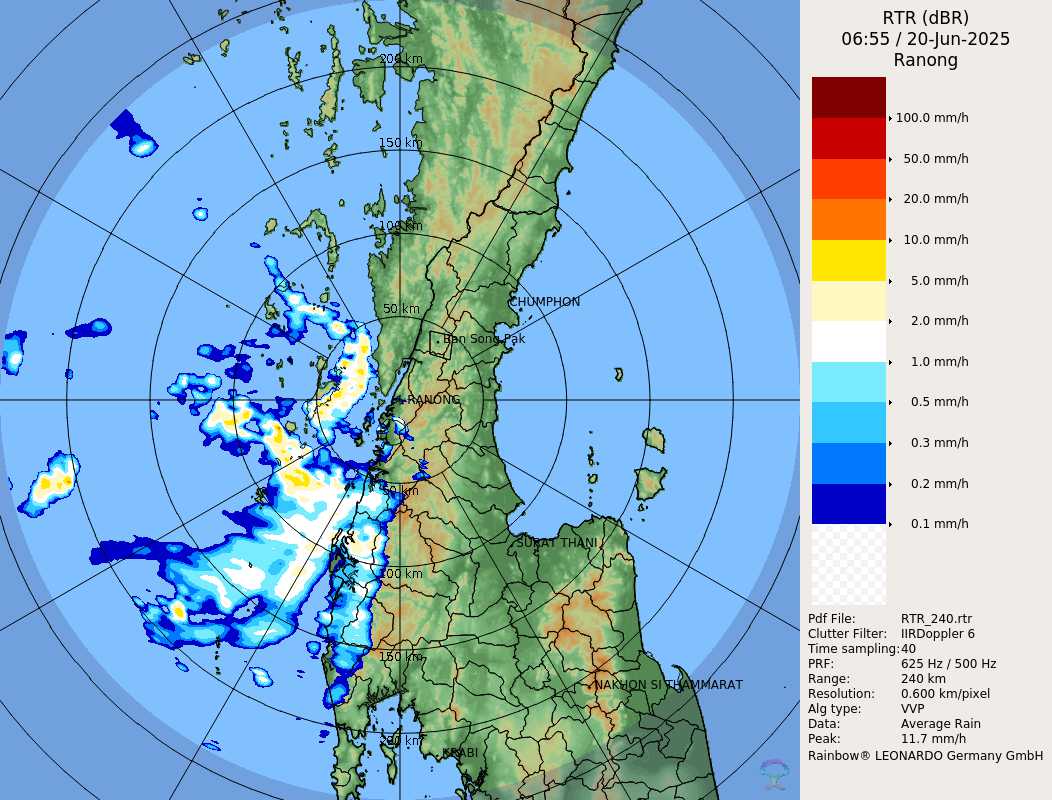 RTR (dBR)
06:55 / 20-Jun-2025
Ranong
100.0 mm/h
50.0 mm/h
20.0 mm/h
10.0 mm/h
5.0 mm/h
2.0 mm/h
1.0 mm/h
0.5 mm/h
0.3 mm/h
0.2 mm/h
0.1 mm/h
Pdf File: RTR_240.rtr
Clutter Filter: IIRDoppler 6
Time sampling:40
PRF: 625 Hz / 500 Hz
Range: 240 km
Resolution: 0.600 km/pixel
Alg type: VVP
Data: Average Rain
Peak: 11.7 mm/h
Rainbow® LEONARDO Germany GmbH
200 km
150 km
100 km
50 km
CHUMPHON
Ban Song Pak
RANONG
50 km
SURAT THANI
100 km
150 km
NAKHON SI THAMMARAT
200 km
KRABI